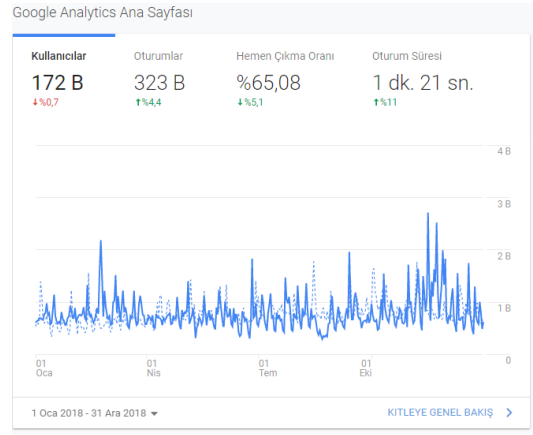 Google Analytics Ana Sayfası
Kullanıcılar Oturumlar Hemen Çıkma Oranı Oturum Süresi
172 B 323 B %65,08 1 dk. 21 sn.
↓%0,7 ↑%4,4 ↓%5,1 ↑%11
4 B
3 B
2 B
1 B
0
01 01 01 01
Oca Nis Tem Eki
1 Oca 2018 - 31 Ara 2018 KITLEYE GENEL BAKIŞ